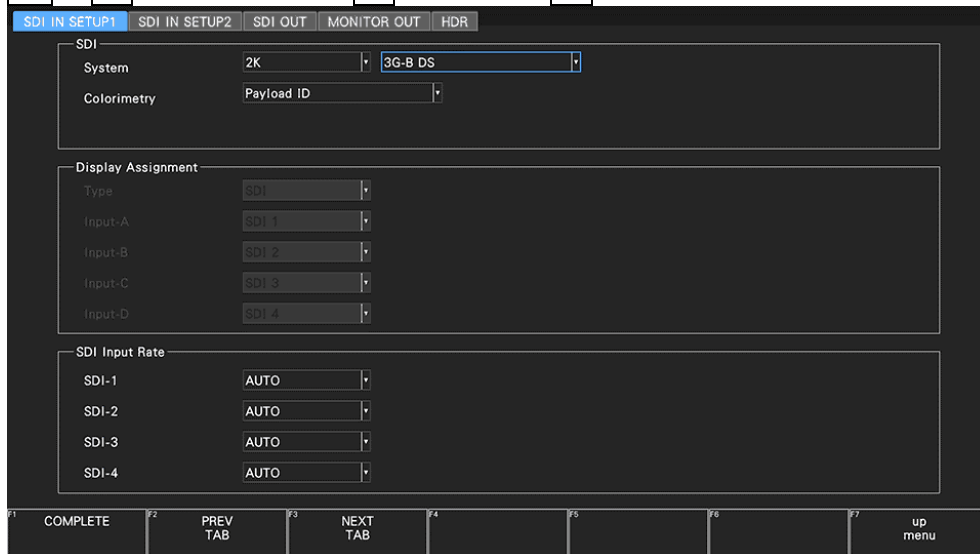 SDI IN SETUP1 SDI IN SETUP2 SDI OUT MONITOR OUT HDR
SDI
System 2K 3G-B DS
Colorimetry Payload ID
Display Assignment
Type SDI
Input-A SDI 1
Input-B SDI 2
Input-C SDI 3
Input-D SDI 4
SDI Input Rate
SDI-1 AUTO
SDI-2 AUTO
SDI-3 AUTO
SDI-4 AUTO
F1 COMPLETE F2 PREV TAB F3 NEXT TAB F4 F5 F6 F7 up menu